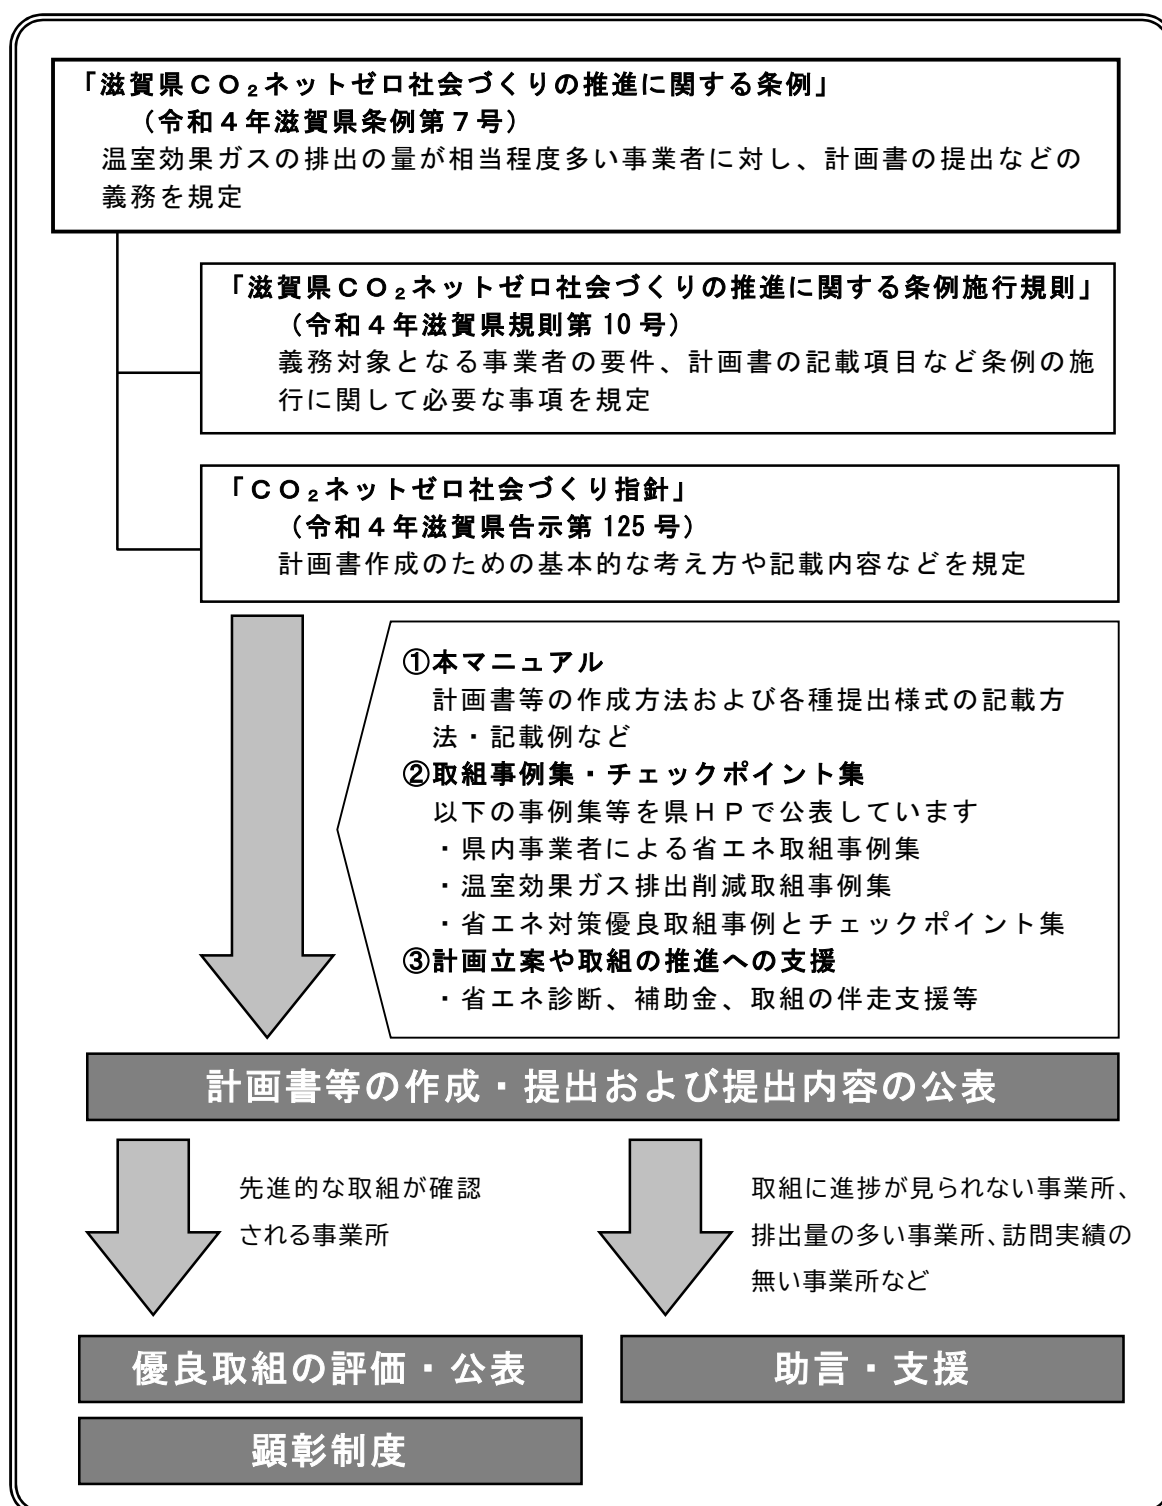 「滋賀県ＣＯ₂ネットゼロ社会づくりの推進に関する条例」
（令和４年滋賀県条例第７号）
温室効果ガスの排出の量が相当程度多い事業者に対し、計画書の提出などの
義務を規定
「滋賀県ＣＯ₂ネットゼロ社会づくりの推進に関する条例施行規則」
（令和４年滋賀県規則第 10 号）
義務対象となる事業者の要件、計画書の記載項目など条例の施
行に関して必要な事項を規定
「ＣＯ₂ネットゼロ社会づくり指針」
（令和４年滋賀県告示第 125 号）
計画書作成のための基本的な考え方や記載内容などを規定
①本マニュアル
計画書等の作成方法および各種提出様式の記載方
法・記載例など
②取組事例集・チェックポイント集
以下の事例集等を県ＨＰで公表しています
・県内事業者による省エネ取組事例集
・温室効果ガス排出削減取組事例集
・省エネ対策優良取組事例とチェックポイント集
③計画立案や取組の推進への支援
・省エネ診断、補助金、取組の伴走支援等
計画書等の作成・提出および提出内容の公表
先進的な取組が確認
される事業所
取組に進捗が見られない事業所、
排出量の多い事業所、訪問実績の
無い事業所など
優良取組の評価・公表
助言・支援
顕彰制度